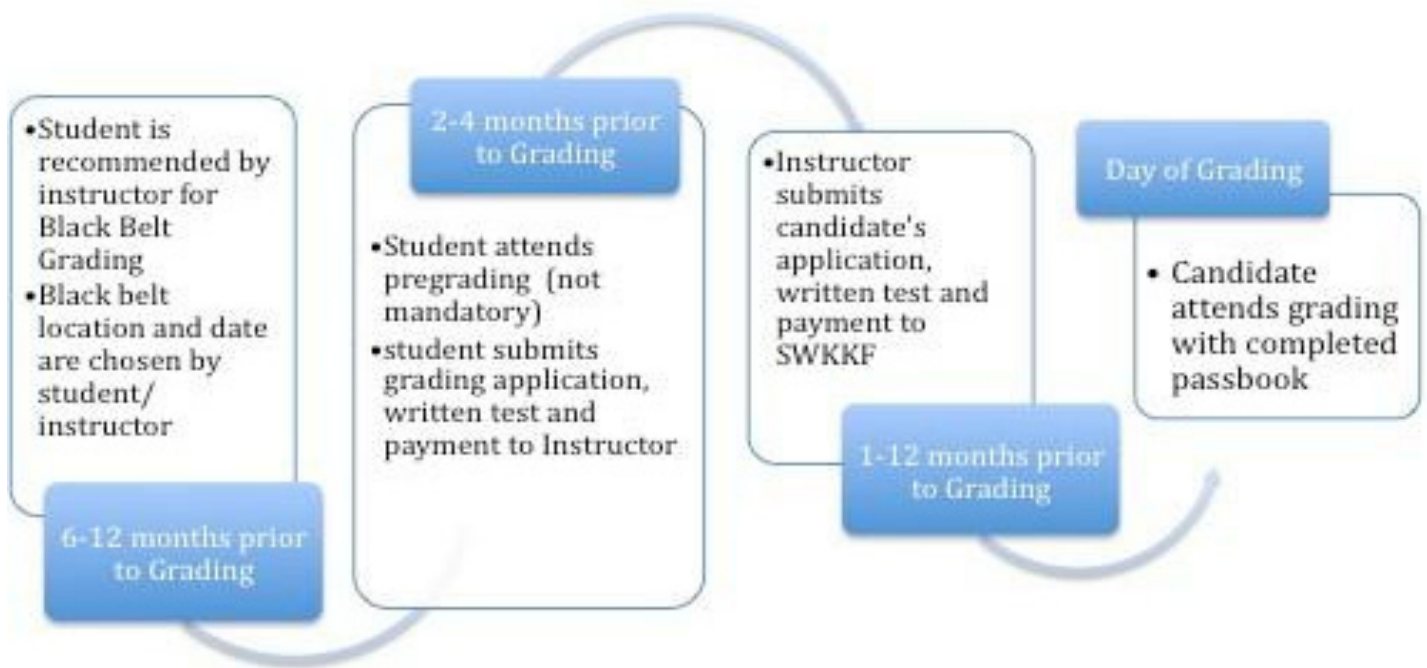 •Student is
recommended by
instructor for
Black Belt
Grading
•Black belt
location and date
are chosen by
student/
instructor
6-12 months prior
to Grading
2-4 months prior
to Grading
•Student attends
pregrading (not
mandatory)
•student submits
grading application,
written test and
payment to Instructor
•Instructor
submits
candidate's
application,
written test and
payment to
SWKKF
1-12 months prior
to Grading
Day of Grading
• Candidate
attends grading
with completed
passbook